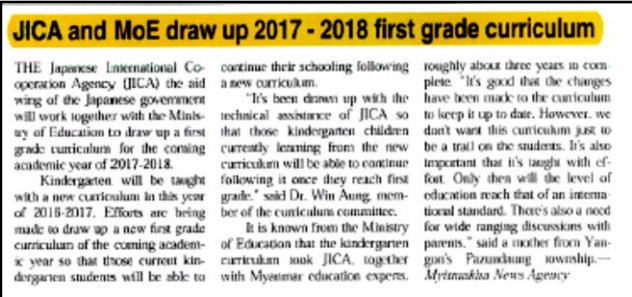 JICA and MoE draw up 2017 - 2018 first grade curriculum
THE Japanese International Co-
operation Agency (JICA) the aid
wing of the Japanese government
will work together with the Minis-
try of Education to draw up a first
grade curriculum for the coming
academic year of 2017-2018.
Kindergarten will be taught
with a new curriculum in this year
of 2016-2017. Efforts are being
made to draw up a new first grade
curriculum of the coming academ-
ic year so that those current kin-
dergarten students will be able to
continue their schooling following
a new curriculum.
"It's been drawn up with the
technical assistance of JICA so
that those kindergarten children
currently learning from the new
curriculum will be able to continue
following it once they reach first
grade." said Dr. Win Aung, mem-
ber of the curriculum committee.
It is known from the Ministry
of Education that the kindergarten
curriculum took JICA, together
with Myanmar education experts,
roughly about three years to com-
plete. "It's good that the changes
have been made to the curriculum
to keep it up to date. However, we
don't want this curriculum just to
be a trail on the students. It's also
important that it's taught with ef-
fort. Only then will the level of
education reach that of an interna-
tional standard. There's also a need
for wide ranging discussions with
parents." said a mother from Yan-
gon's Pazundaung township.—
Myitmakha News Agency